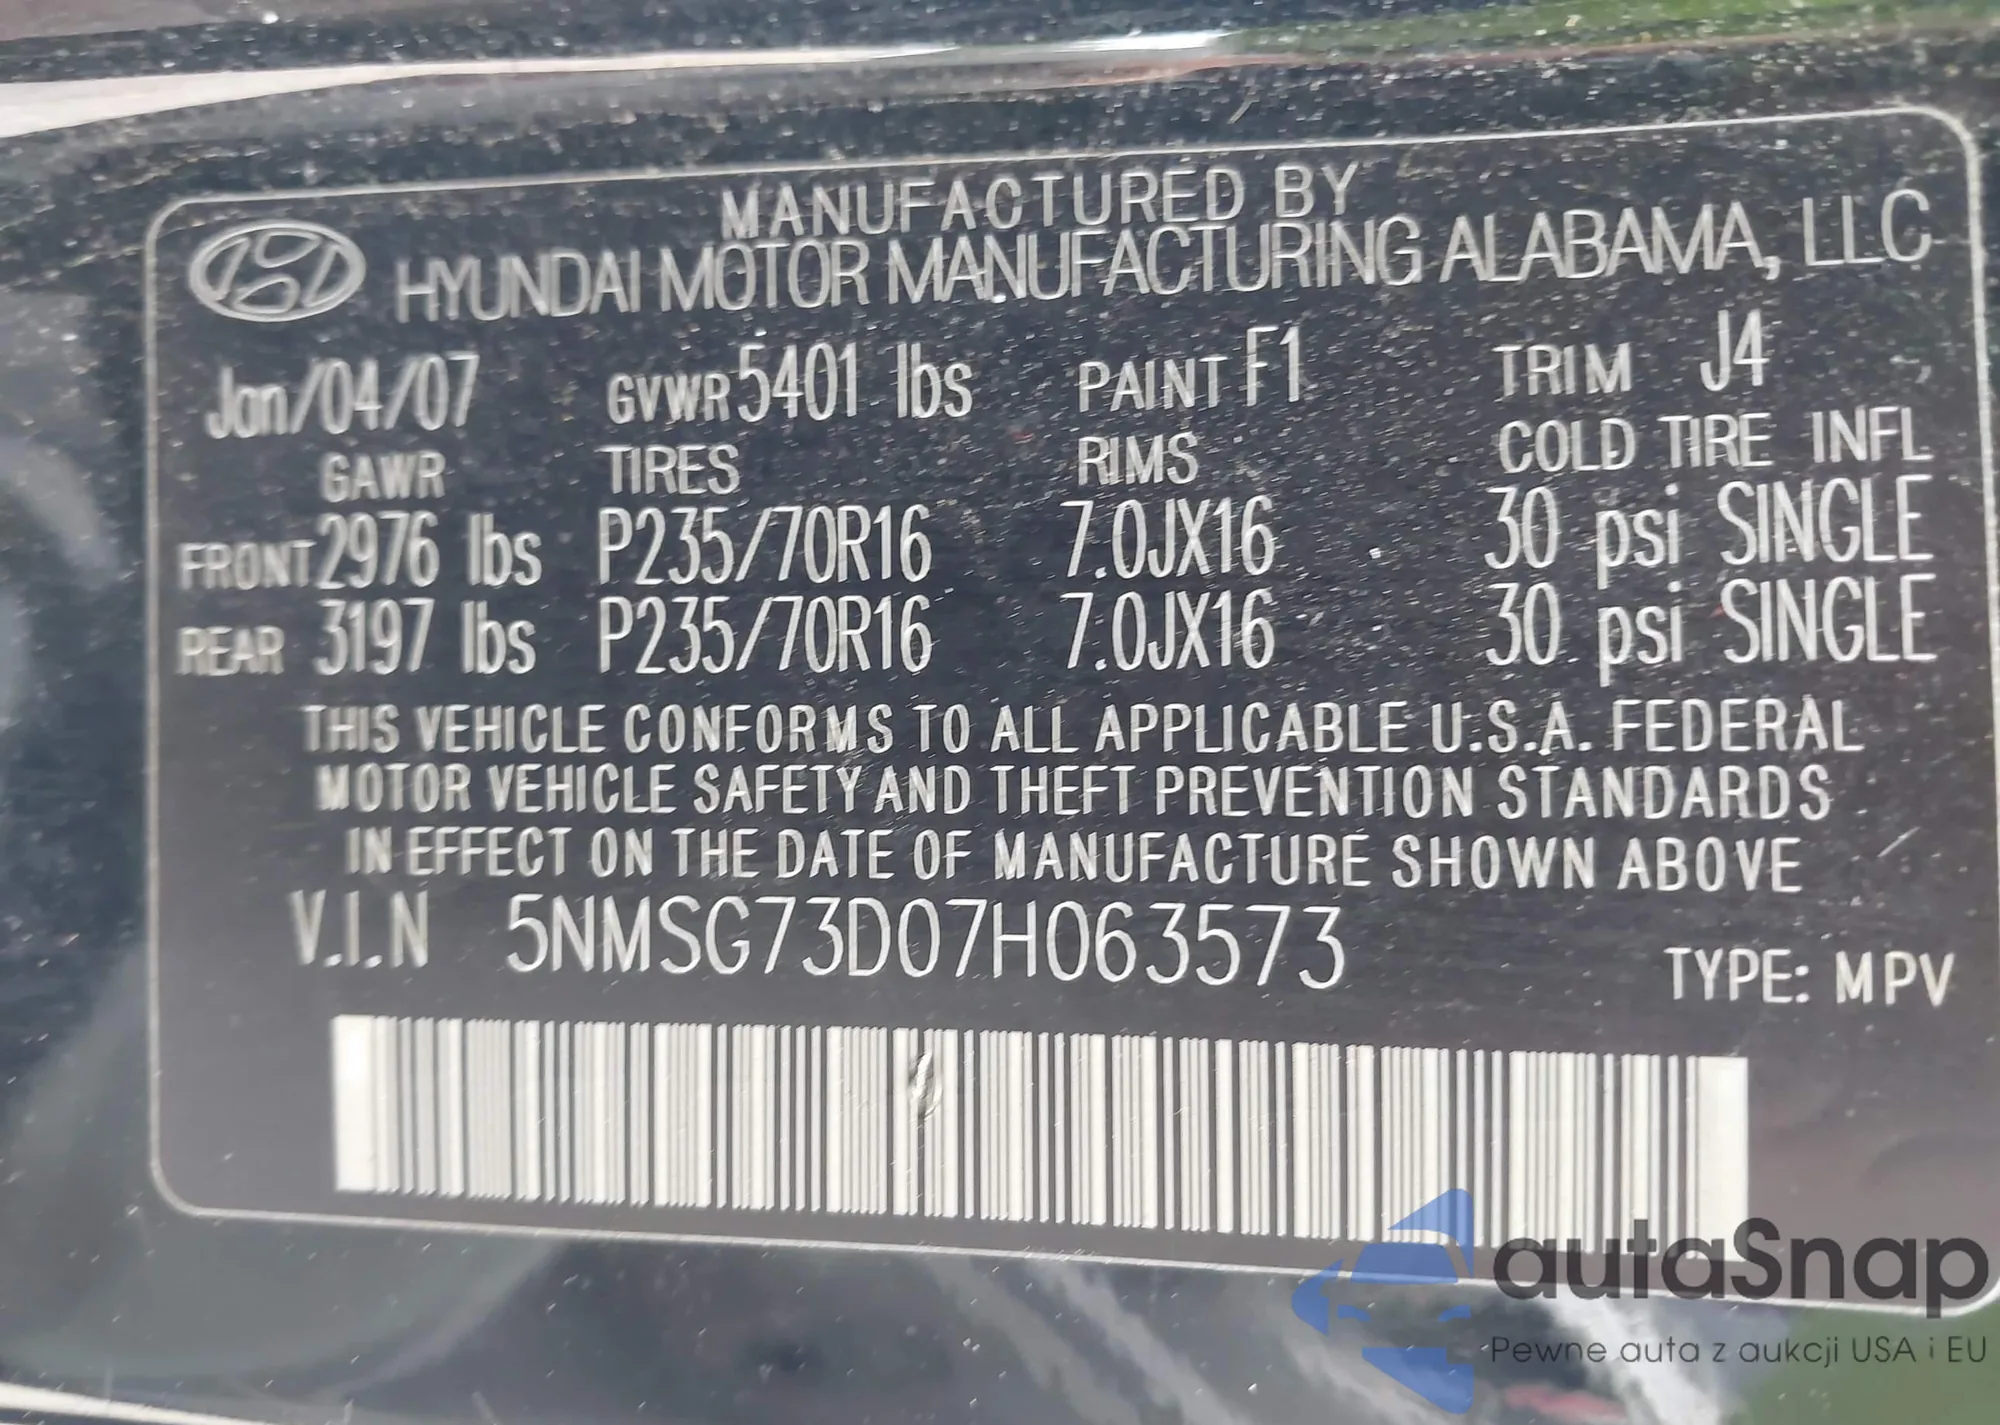 MANUFACTURED BY
HYUNDAI MOTOR MANUFACTURING ALABAMA, LLC
Jan/04/07 GVWR 5401 lbs PAINT F1 TRIM J4
GAWR TIRES RIMS COLD TIRE INFL
FRONT 2976 lbs P235/70R16 7.0JX16 30 psi SINGLE
REAR 3197 lbs P235/70R16 7.0JX16 30 psi SINGLE
THIS VEHICLE CONFORMS TO ALL APPLICABLE U.S.A. FEDERAL
MOTOR VEHICLE SAFETY AND THEFT PREVENTION STANDARDS
IN EFFECT ON THE DATE OF MANUFACTURE SHOWN ABOVE
V.I.N 5NMSG73D07H063573
TYPE: MPV
autaSnap
Pewne auta z aukcji USA i EU